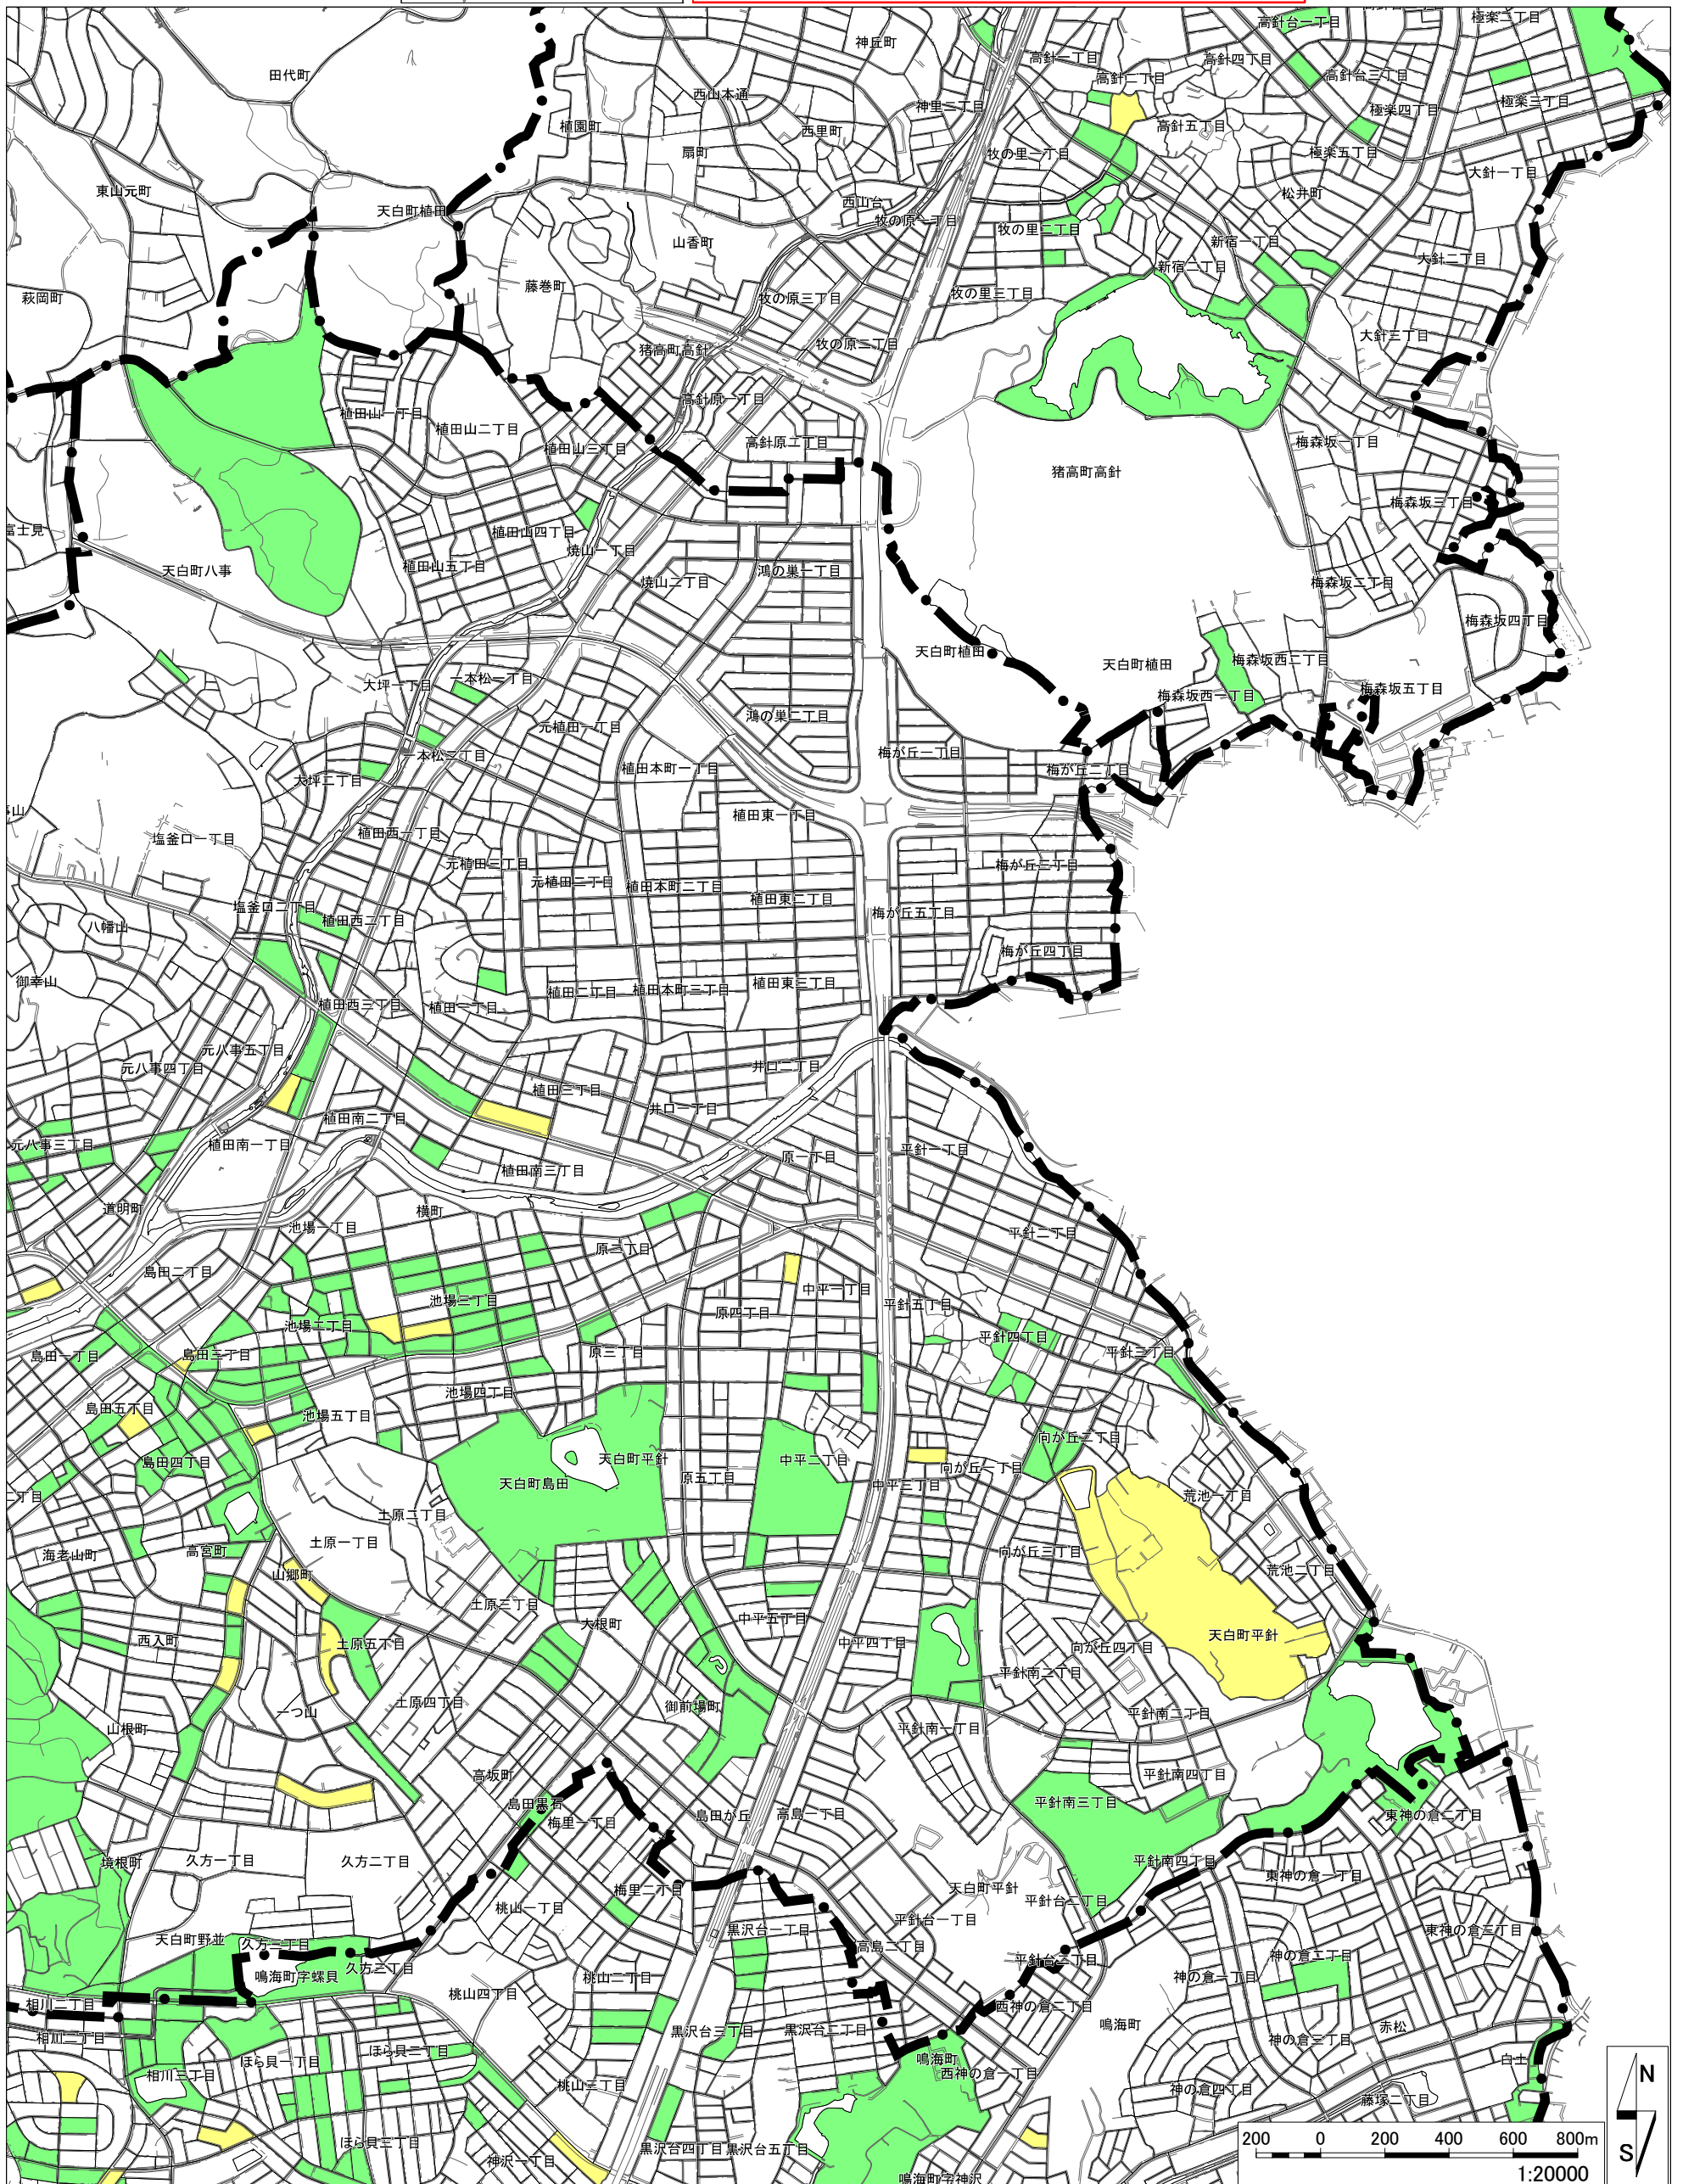 高針台一丁目
極楽二丁目
神丘町
高針一丁目
高針四丁目
田代町
高針二丁目
高針台三丁目
西山本通
神里二丁目
極楽四丁目
極楽三丁目
植園町
西里町
高針五丁目
扇町
牧の里一丁目
極楽五丁目
大針一丁目
東山元町
松井町
天白町植田
西山台
牧の原一丁目
牧の里二丁目
山香町
新宿一丁目
大針二丁目
新宿二丁目
藤巻町
萩岡町
牧の原三丁目
牧の里三丁目
大針三丁目
猪高町高針
牧の原二丁目
植田山一丁目
高針原一丁目
植田山二丁目
植田山三丁目
高針原二丁目
梅森坂一丁目
猪高町高針
梅森坂三丁目
富士見
植田山四丁目
焼山一丁目
天白町八事
植田山五丁目
焼山二丁目
鴻の巣一丁目
梅森坂二丁目
梅森坂四丁目
天白町植田
天白町植田
梅森坂西二丁目
大坪一丁目
一本松一丁目
梅森坂西一丁目
梅森坂五丁目
元植田一丁目
鴻の巣二丁目
一本松二丁目
梅が丘一丁目
大坪二丁目
植田本町一丁目
梅が丘二丁目
植田東一丁目
塩釜口一丁目
植田西一丁目
元植田三丁目
元植田二丁目
植田本町二丁目
梅が丘三丁目
植田東二丁目
塩釜口二丁目
植田西二丁目
梅が丘五丁目
八幡山
梅が丘四丁目
御幸山
植田西三丁目
植田一丁目
植田二丁目
植田本町三丁目
植田東三丁目
元八事五丁目
元八事四丁目
井口二丁目
植田三丁目
井口一丁目
植田南二丁目
元八事三丁目
植田南一丁目
植田南三丁目
原一丁目
平針一丁目
道明町
横町
池場一丁目
原二丁目
平針二丁目
島田二丁目
中平一丁目
池場三丁目
原四丁目
平針五丁目
池場二丁目
平針四丁目
島田一丁目
島田三丁目
原三丁目
平針三丁目
池場四丁目
島田五丁目
池場五丁目
向が丘二丁目
島田四丁目
天白町平針
中平二丁目
天白町島田
原五丁目
向が丘一丁目
中平三丁目
荒池一丁目
土原二丁目
土原一丁目
海老山町
高宮町
向が丘三丁目
山郷町
荒池二丁目
土原三丁目
大根町
中平五丁目
西入町
土原五丁目
中平四丁目
天白町平針
向が丘四丁目
平針南二丁目
土原四丁目
御前場町
一つ山
山根町
平針南一丁目
平針南二丁目
高坂町
平針南四丁目
島田黒石
平針南三丁目
梅里一丁目
島田が丘
高島一丁目
東神の倉二丁目
境根町
久方一丁目
久方二丁目
平針南四丁目
東神の倉一丁目
梅里二丁目
天白町平針
平針台二丁目
桃山一丁目
平針台一丁目
黒沢台一丁目
東神の倉三丁目
天白町野並
久方三丁目
高島二丁目
神の倉二丁目
平針台二丁目
鳴海町字螺貝
久方三丁目
桃山二丁目
神の倉一丁目
桃山四丁目
相川二丁目
西神の倉二丁目
鳴海町
赤松
相川二丁目
黒沢台三丁目
黒沢台二丁目
神の倉三丁目
ほら貝一丁目
ほら貝二丁目
鳴海町
白土
相川三丁目
西神の倉一丁目
桃山三丁目
神の倉四丁目
藤塚二丁目
ほら貝三丁目
黒沢台四丁目
黒沢台五丁目
神沢一丁目
鳴海町字神沢
N
S
200 0 200 400 600 800m
1:20000